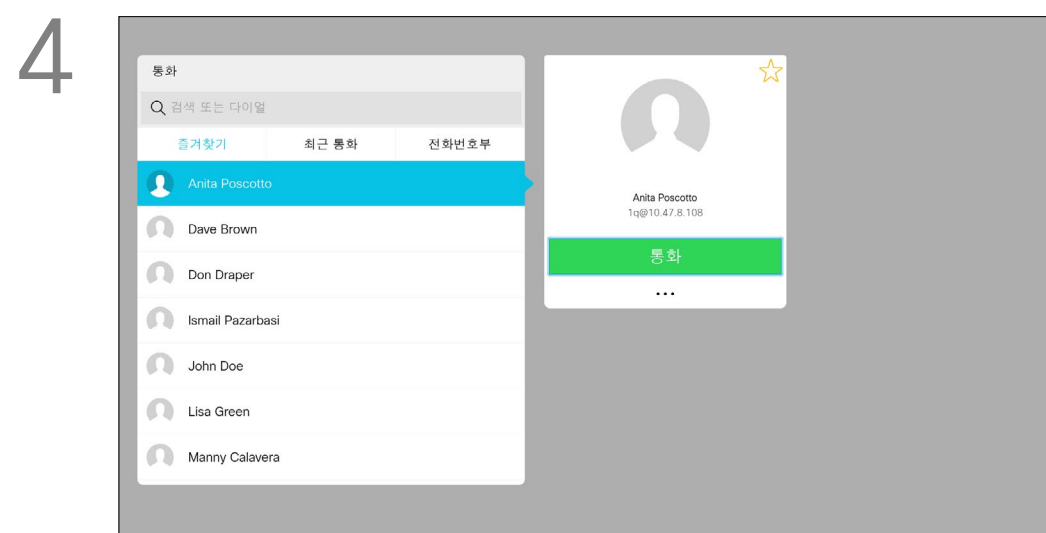 4
통화
검색 또는 다이얼
즐겨찾기 최근 통화 전화번호부
Anita Poscotto
Dave Brown
Don Draper
Ismail Pazarbasi
John Doe
Lisa Green
Manny Calavera
Anita Poscotto
1q@10.47.8.108
통화
...